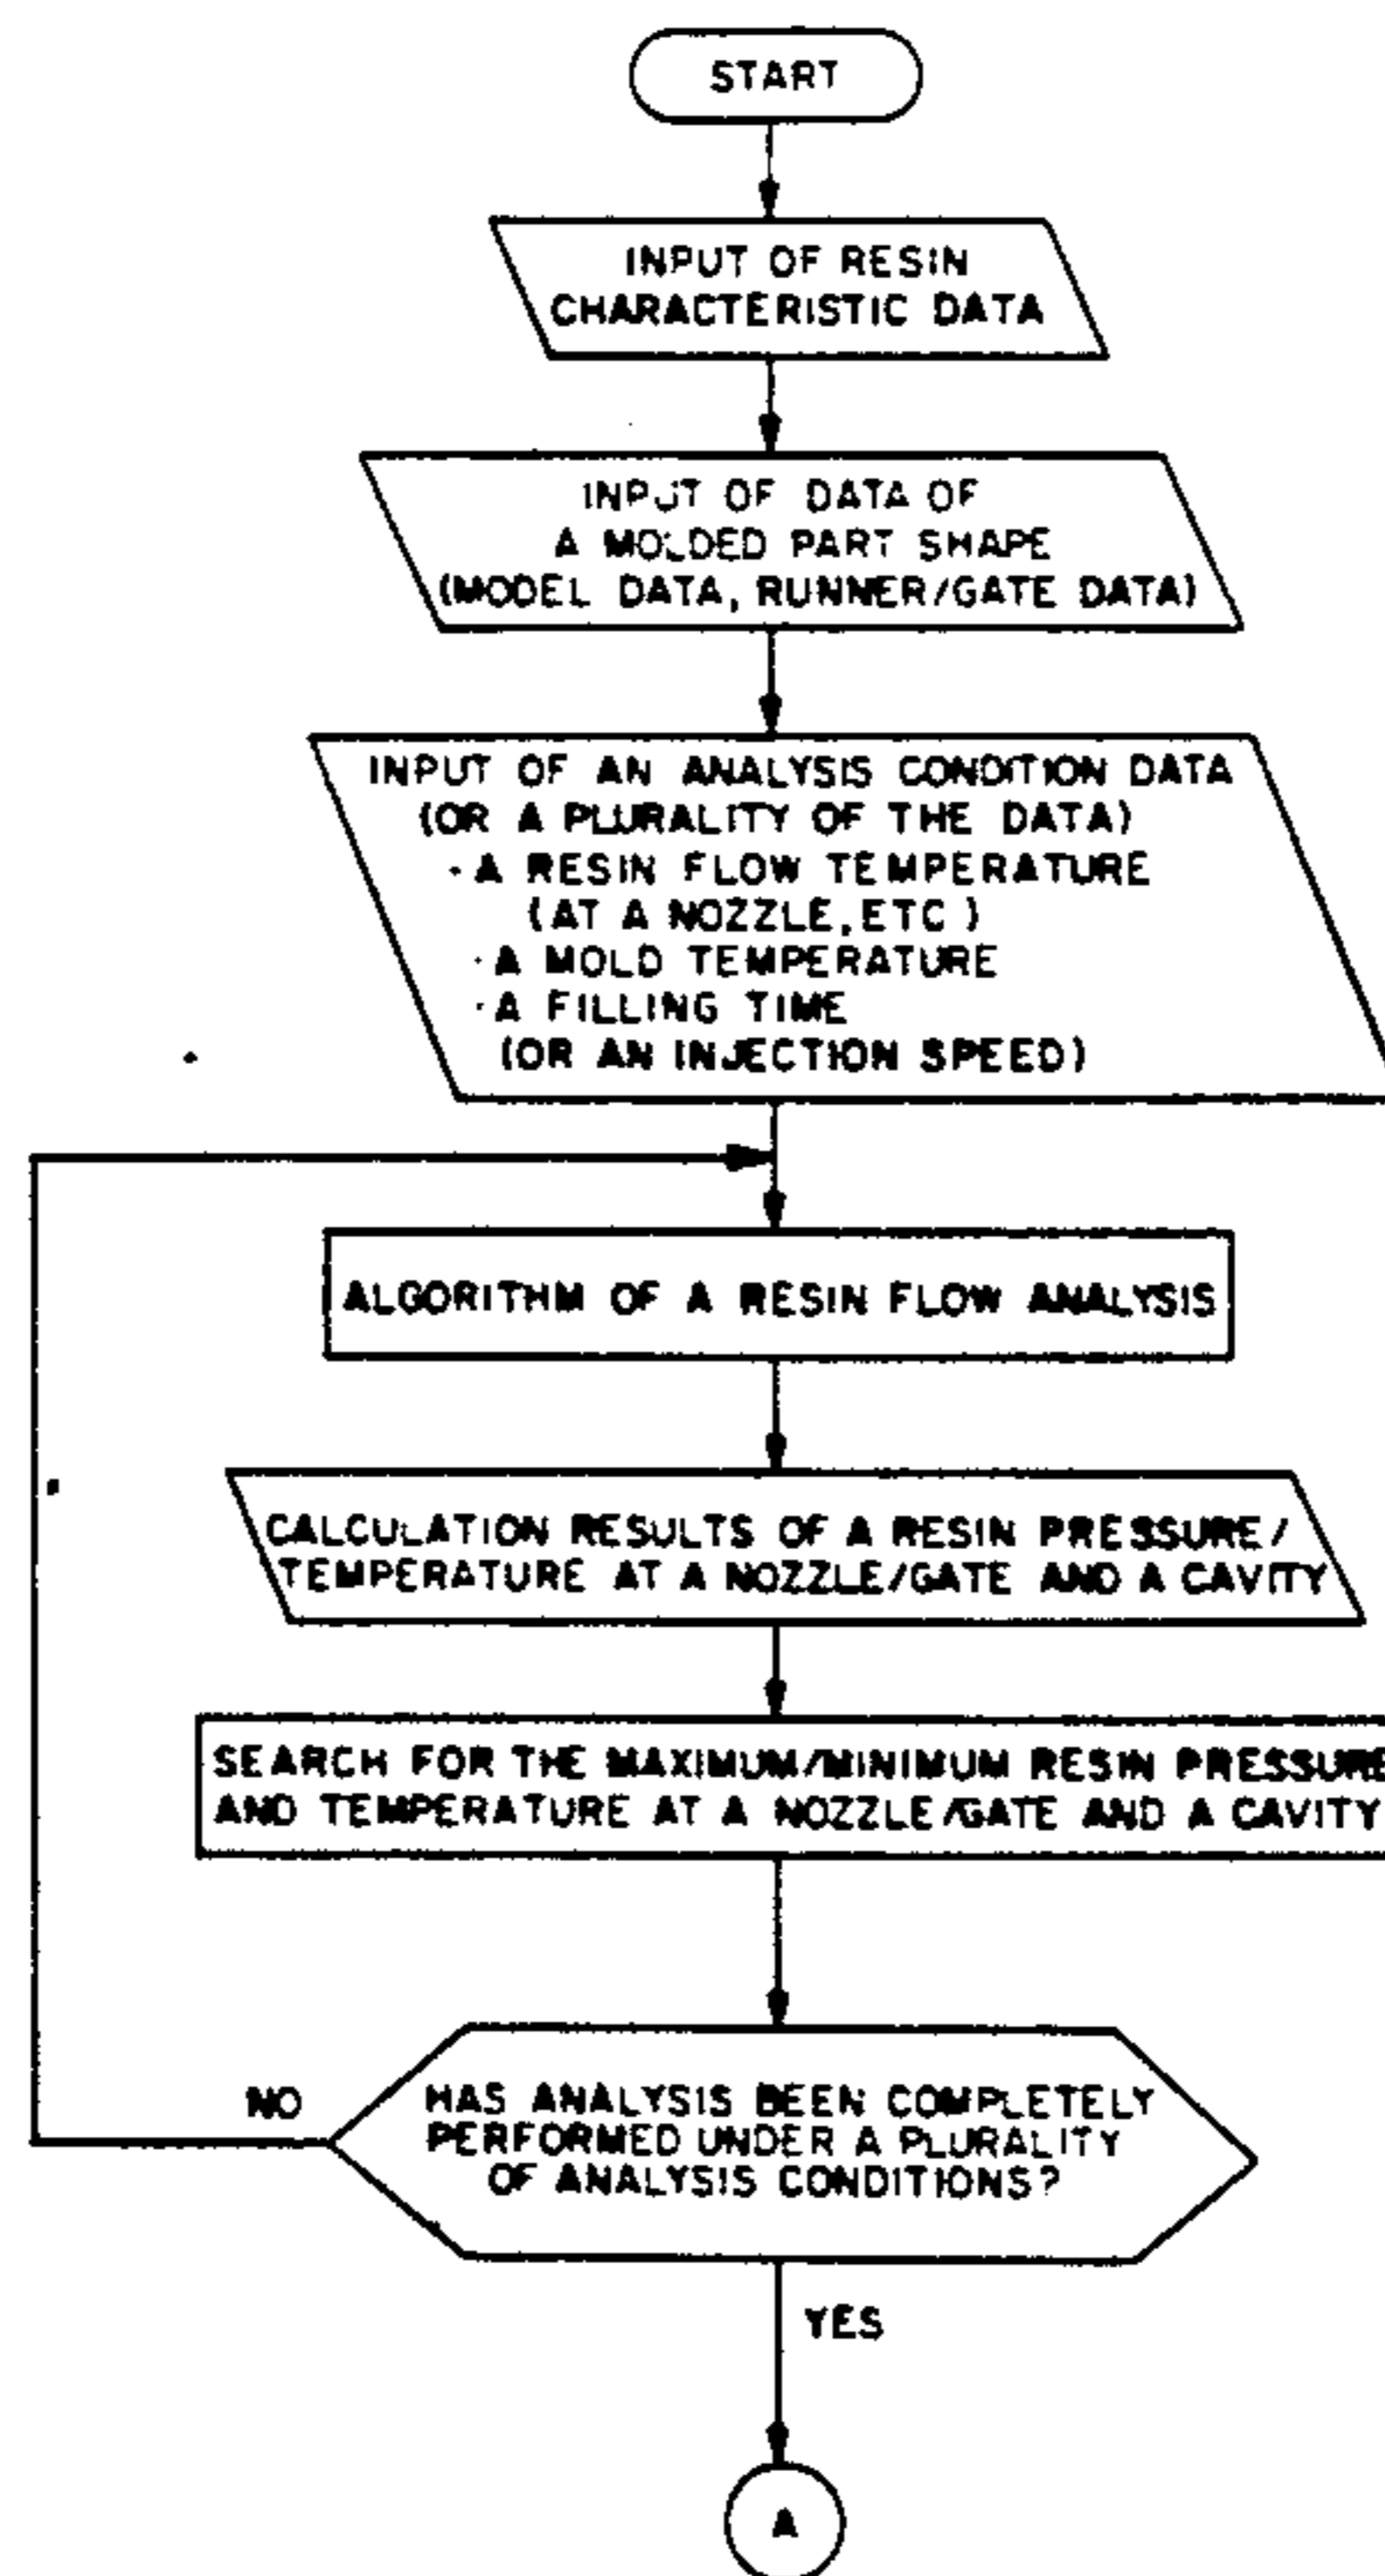 START
INPUT OF RESIN
CHARACTERISTIC DATA
INPUT OF DATA OF
A MOLDED PART SHAPE
(MODEL DATA, RUNNER/GATE DATA)
INPUT OF AN ANALYSIS CONDITION DATA
(OR A PLURALITY OF THE DATA)
· A RESIN FLOW TEMPERATURE
(AT A NOZZLE, ETC )
· A MOLD TEMPERATURE
· A FILLING TIME
(OR AN INJECTION SPEED)
ALGORITHM OF A RESIN FLOW ANALYSIS
CALCULATION RESULTS OF A RESIN PRESSURE/
TEMPERATURE AT A NOZZLE/GATE AND A CAVITY
SEARCH FOR THE MAXIMUM/MINIMUM RESIN PRESSURE
AND TEMPERATURE AT A NOZZLE/GATE AND A CAVITY
NO
HAS ANALYSIS BEEN COMPLETELY
PERFORMED UNDER A PLURALITY
OF ANALYSIS CONDITIONS?
YES
A